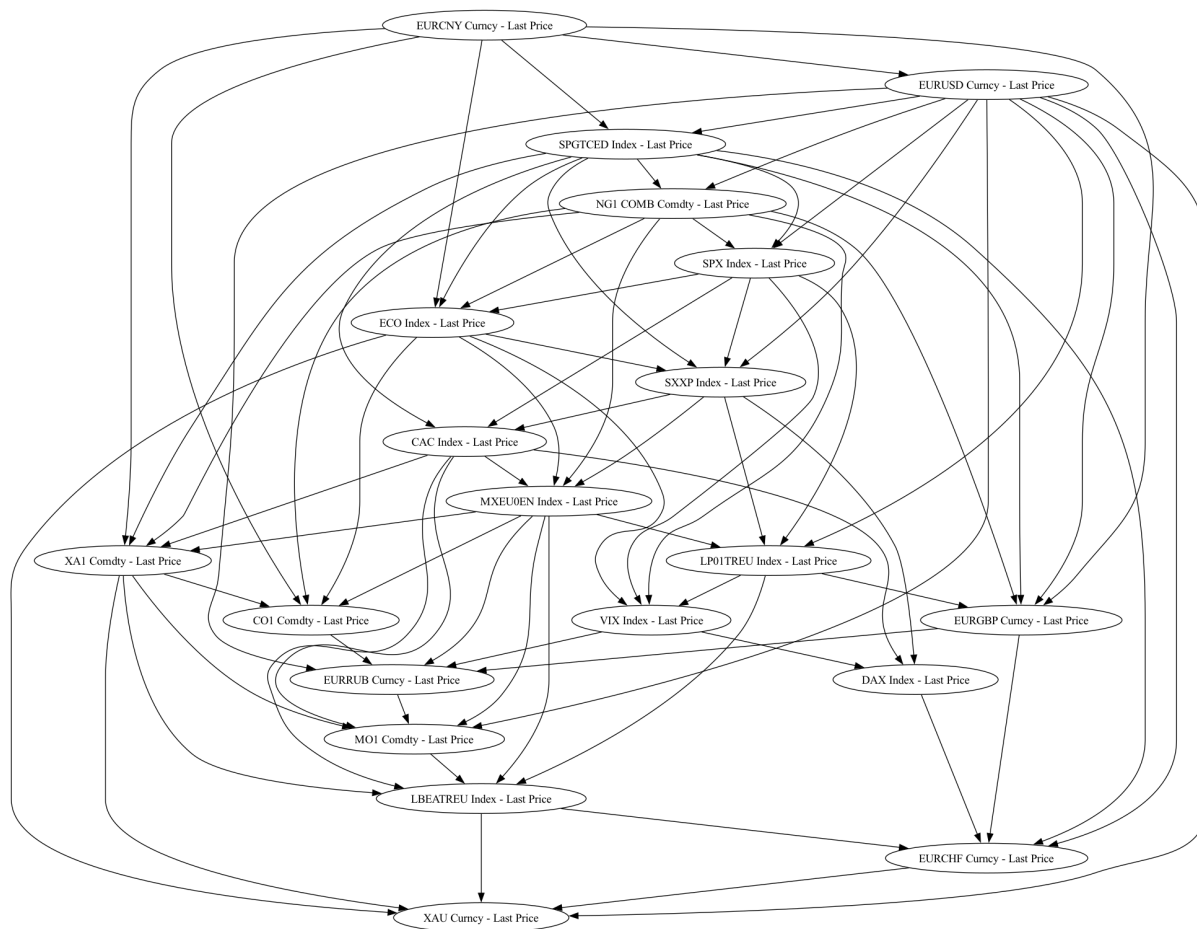 EURCNY Curncy - Last Price
EURUSD Curncy - Last Price
SPGTCED Index - Last Price
NG1 COMB Comdty - Last Price
SPX Index - Last Price
ECO Index - Last Price
SXXP Index - Last Price
CAC Index - Last Price
MXEU0EN Index - Last Price
XA1 Comdty - Last Price
LP01TREU Index - Last Price
CO1 Comdty - Last Price
VIX Index - Last Price
EURGBP Curncy - Last Price
EURRUB Curncy - Last Price
DAX Index - Last Price
MO1 Comdty - Last Price
LBEATREU Index - Last Price
EURCHF Curncy - Last Price
XAU Curncy - Last Price